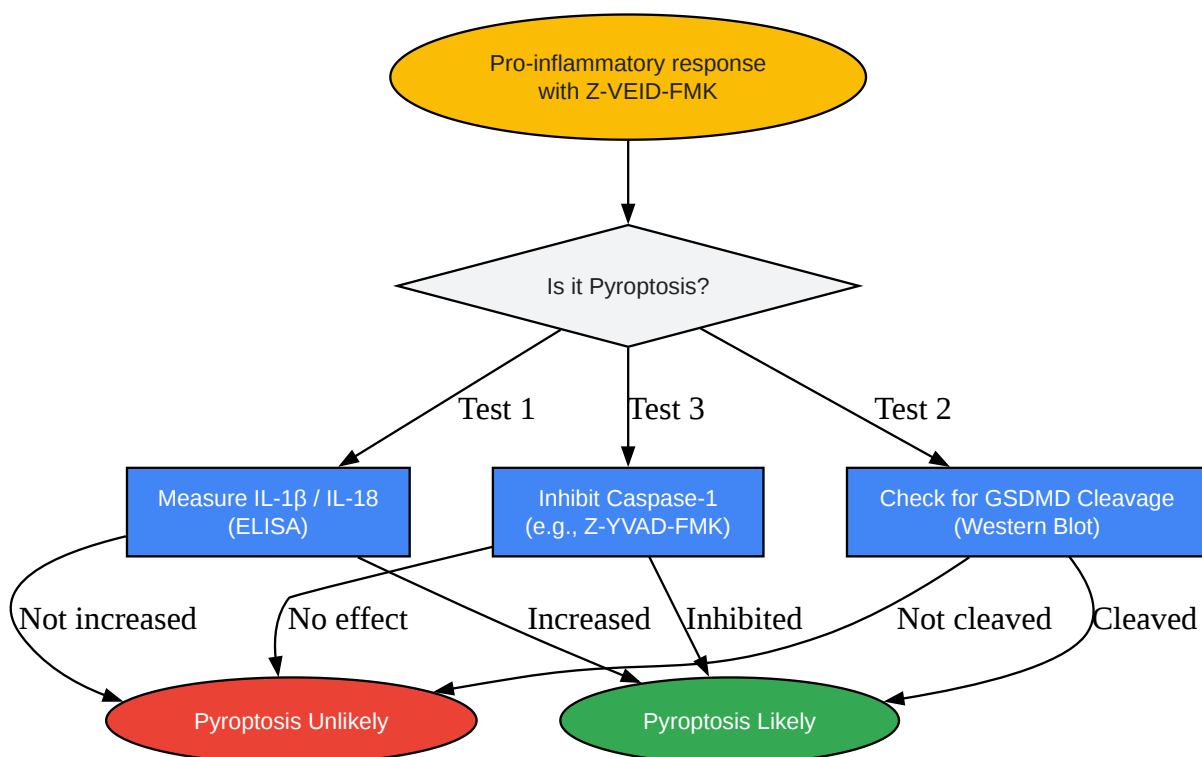 Pro-inflammatory response
with Z-VEID-FMK
Is it Pyroptosis?
Test 1
Test 3
Test 2
Measure IL-1β / IL-18
(ELISA)
Inhibit Caspase-1
(e.g., Z-YVAD-FMK)
Check for GSDMD Cleavage
(Western Blot)
Not increased
No effect
Increased
Inhibited
Not cleaved
Cleaved
Pyroptosis Unlikely
Pyroptosis Likely